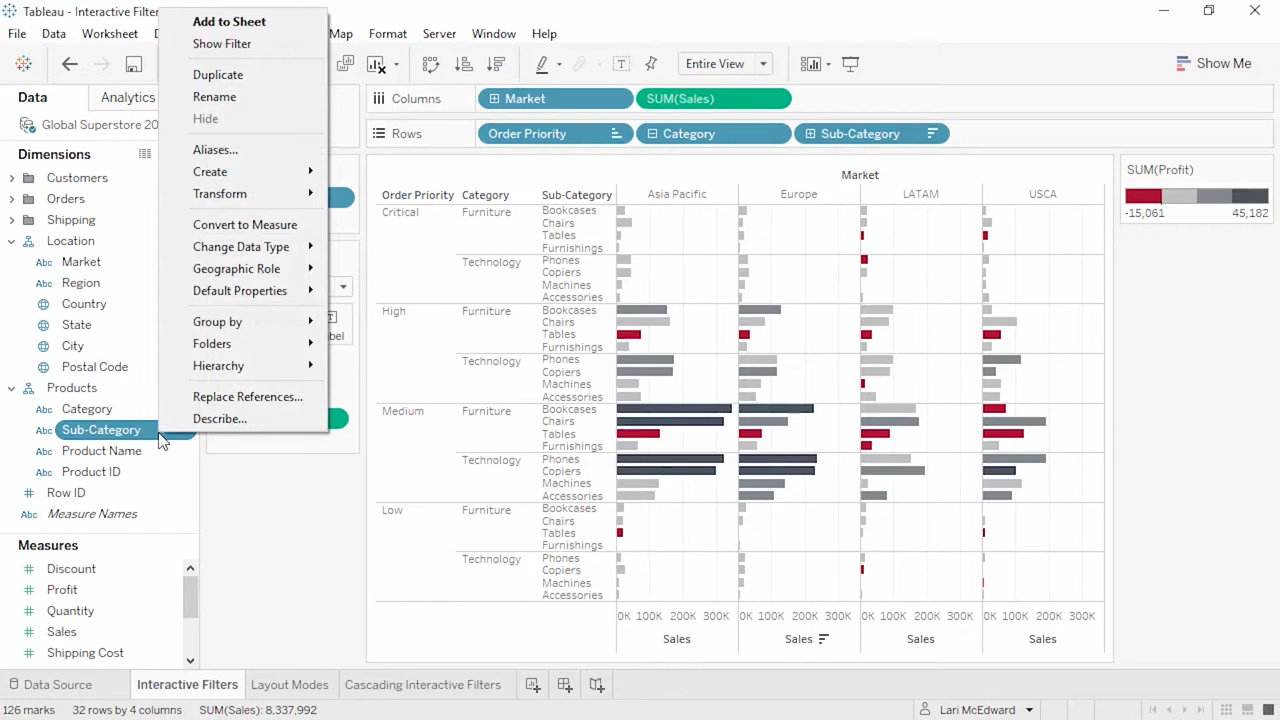 Tableau - Interactive Filter
File Data Worksheet Map Format Server Window Help
Add to Sheet
Show Filter
Duplicate
Rename
Hide
Aliases...
Create
Transform
Convert to Measure
Change Data Type
Geographic Role
Default Properties
Group by
Folders
Hierarchy
Replace References...
Describe...
Entire View
Show Me
Data Analytics
Global Superstore 20
Dimensions
Customers
Orders
Shipping
Location
Abc Market
Abc Region
Country
State
City
Postal Code
Products
Abc Category
Abc Sub-Category
Abc Product Name
Abc Product ID
Row ID
Abc Measure Names
Measures
Discount
Profit
Quantity
Sales
Shipping Cost
Columns Market SUM(Sales)
Rows Order Priority Category Sub-Category
Market
Order Priority Category Sub-Category Asia Pacific Europe LATAM USCA
Critical Furniture Bookcases
Chairs
Tables
Furnishings
Technology Phones
Copiers
Machines
Accessories
High Furniture Bookcases
Chairs
Tables
Furnishings
Technology Phones
Copiers
Machines
Accessories
Medium Furniture Bookcases
Chairs
Tables
Furnishings
Technology Phones
Copiers
Machines
Accessories
Low Furniture Bookcases
Chairs
Tables
Furnishings
Technology Phones
Copiers
Machines
Accessories
0K 100K 200K 300K 0K 100K 200K 300K 0K 100K 200K 300K 0K 100K 200K 300K
Sales Sales Sales Sales
SUM(Profit)
-15,061 45,182
Data Source Interactive Filters Layout Modes Cascading Interactive Filters
126 marks 32 rows by 4 columns SUM(Sales): 8,337,992 Lari McEdward